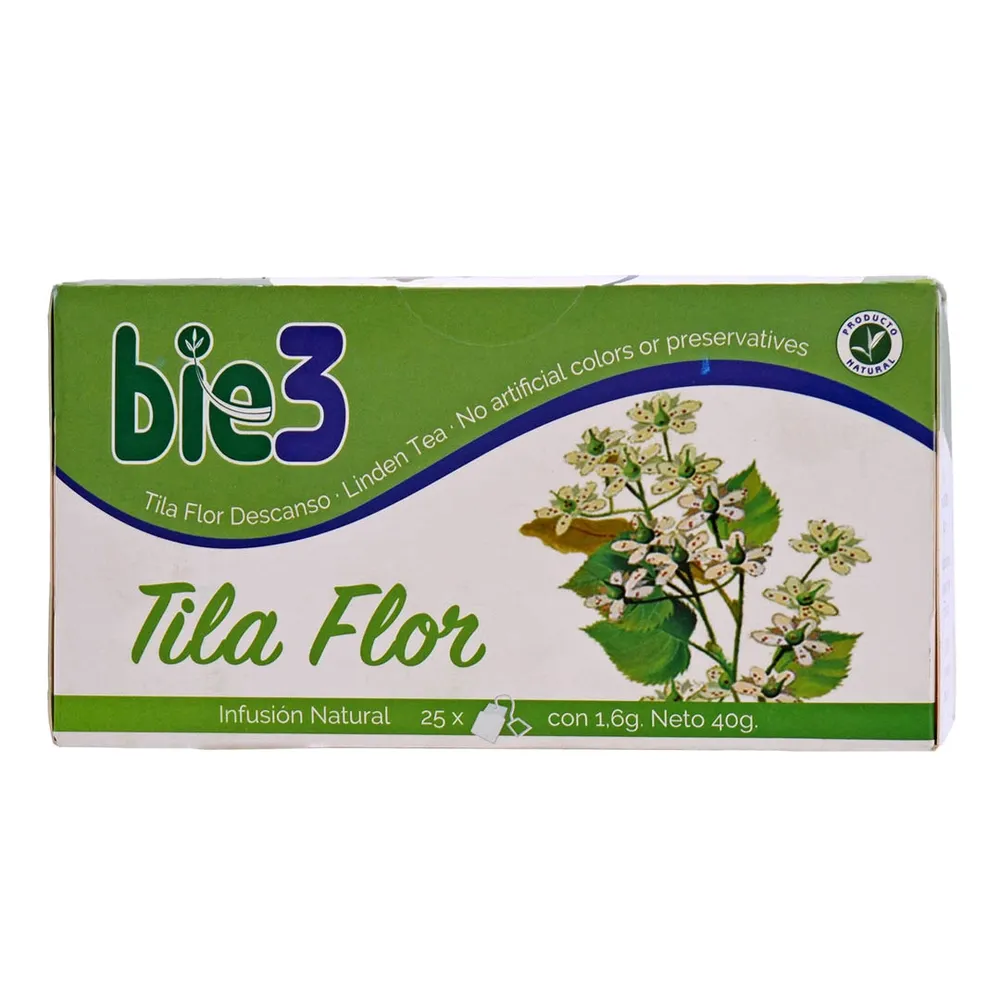 bie3
PRODUCTO
NATURAL
Tila Flor Descanso · Linden Tea · No artificial colors or preservatives
Tila Flor
Infusión Natural 25 x con 1,6g. Neto 40g.